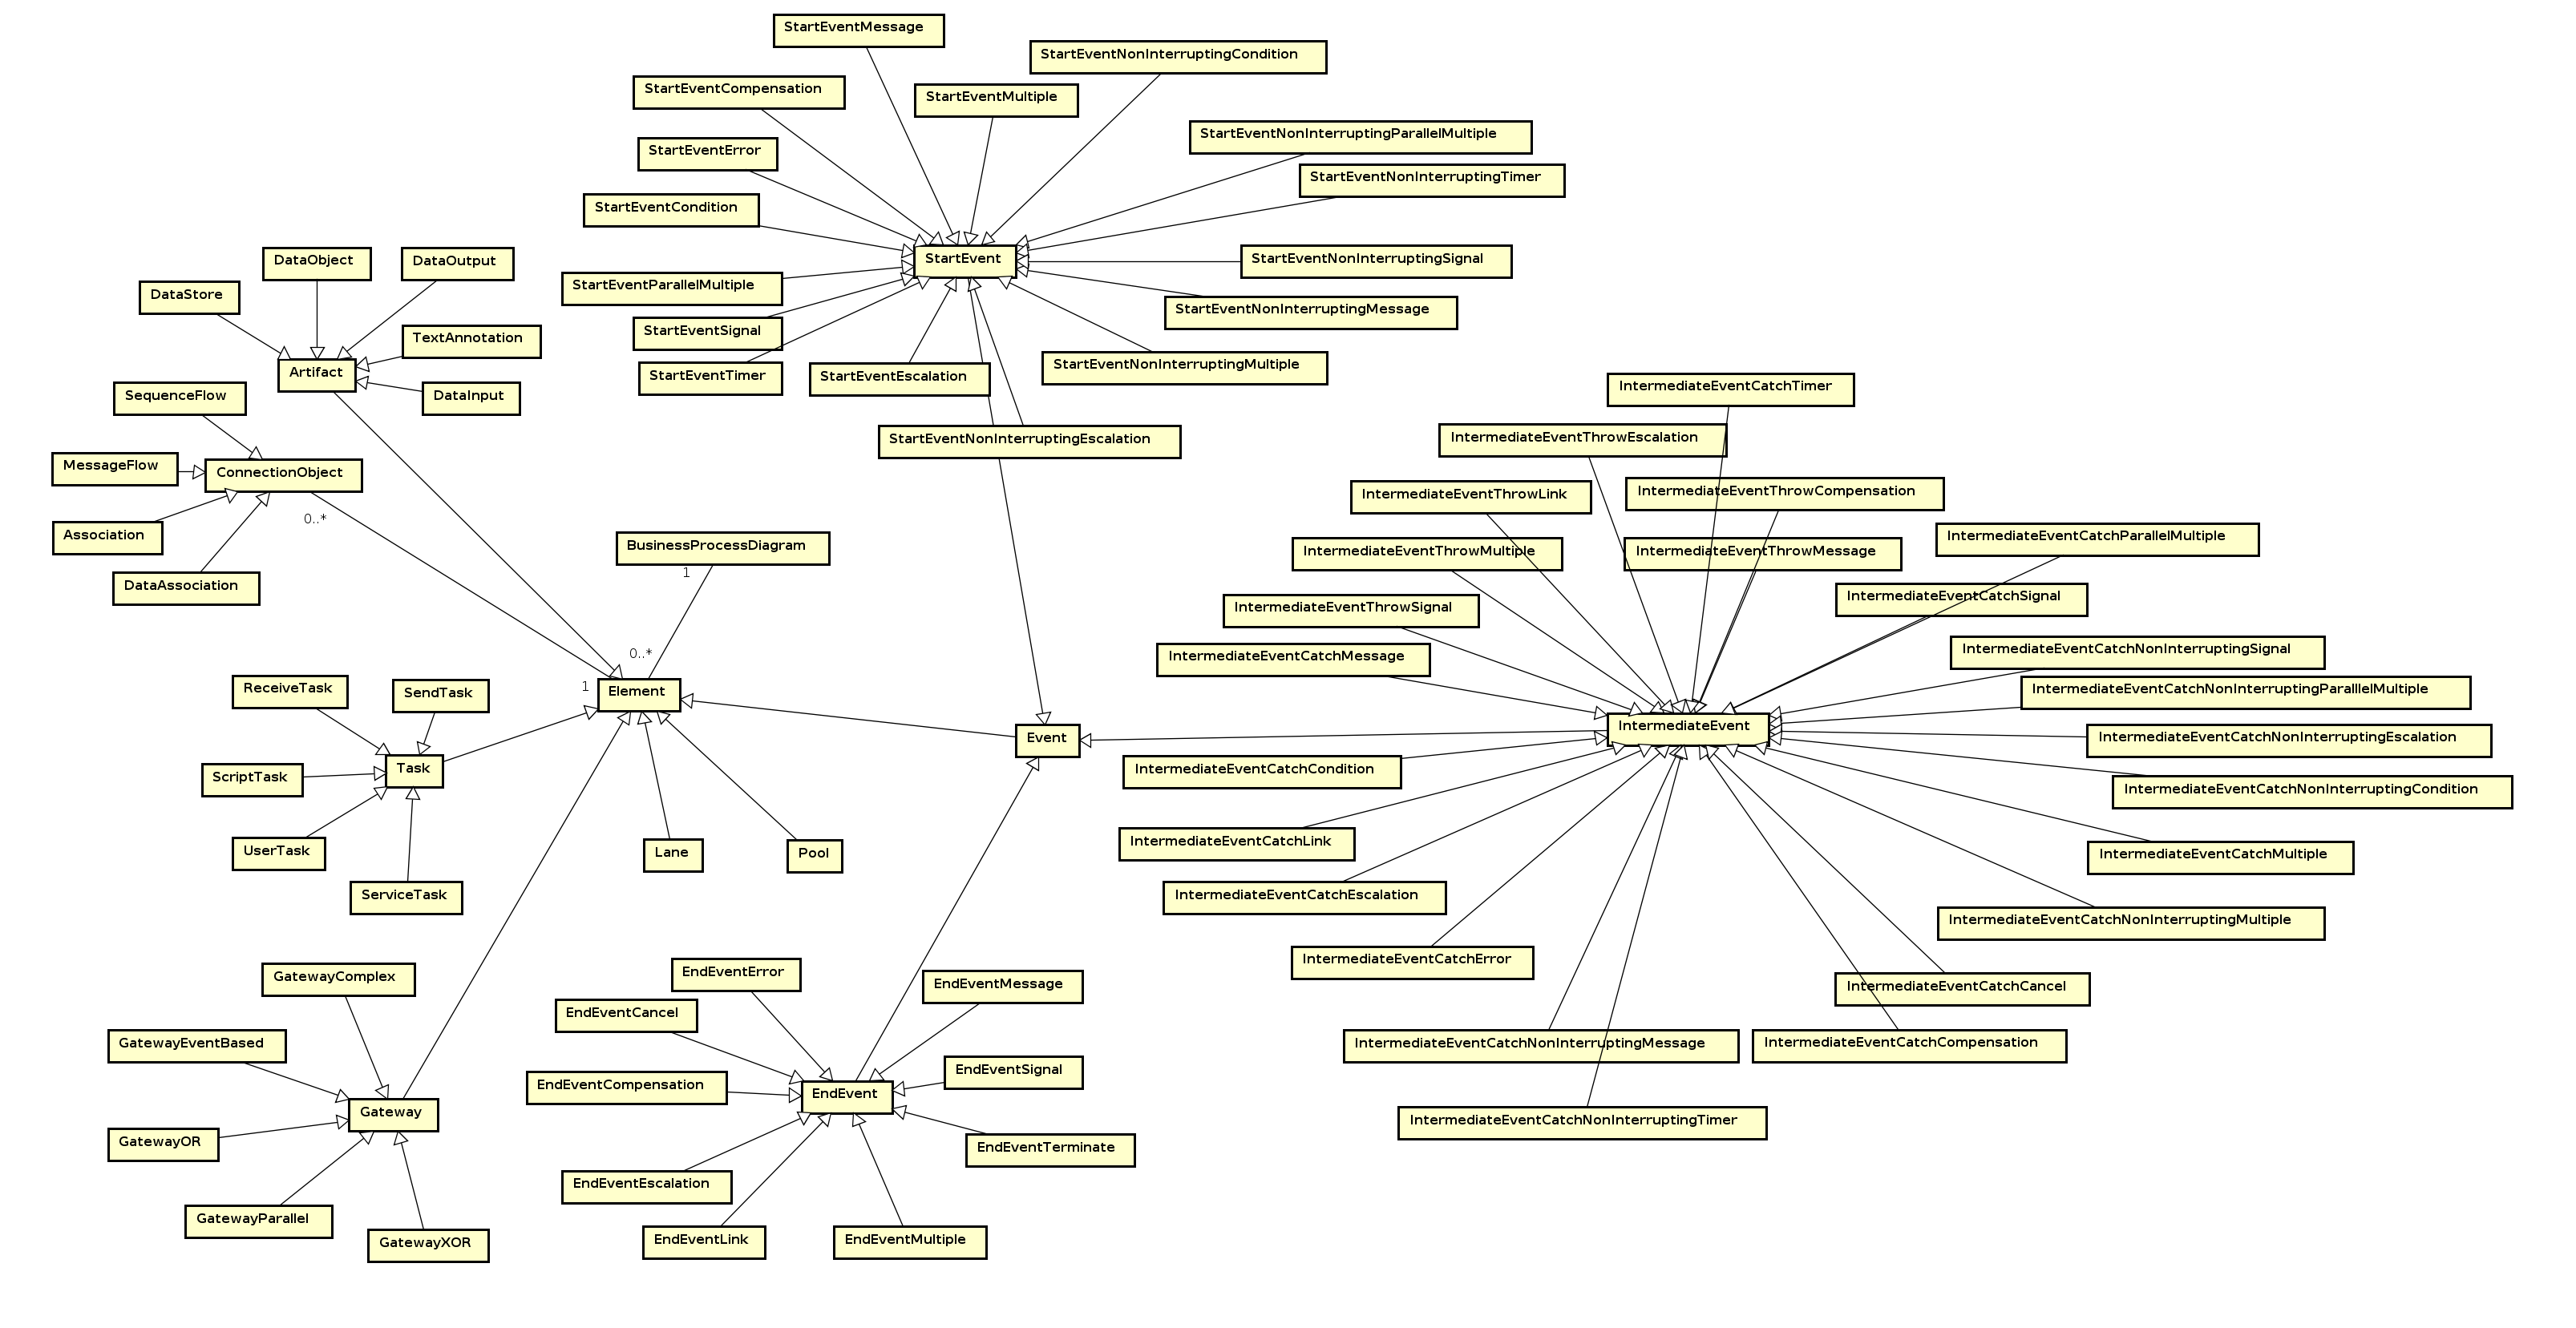 StartEventMessage
StartEventNonInterruptingCondition
StartEventCompensation
StartEventMultiple
StartEventNonInterruptingParallelMultiple
StartEventError
StartEventNonInterruptingTimer
StartEventCondition
DataObject
DataOutput
StartEvent
StartEventNonInterruptingSignal
StartEventParallelMultiple
DataStore
StartEventNonInterruptingMessage
StartEventSignal
TextAnnotation
StartEventNonInterruptingMultiple
Artifact
StartEventTimer
StartEventEscalation
IntermediateEventCatchTimer
SequenceFlow
DataInput
StartEventNonInterruptingEscalation
IntermediateEventThrowEscalation
MessageFlow
ConnectionObject
IntermediateEventThrowLink
IntermediateEventThrowCompensation
0..*
Association
BusinessProcessDiagram
IntermediateEventThrowMultiple
IntermediateEventThrowMessage
IntermediateEventCatchParallelMultiple
1
DataAssociation
IntermediateEventThrowSignal
IntermediateEventCatchSignal
0..*
IntermediateEventCatchMessage
IntermediateEventCatchNonInterruptingSignal
ReceiveTask
SendTask
1
Element
IntermediateEventCatchNonInterruptingParalllelMultiple
IntermediateEvent
Event
IntermediateEventCatchNonInterruptingEscalation
Task
IntermediateEventCatchCondition
ScriptTask
IntermediateEventCatchNonInterruptingCondition
UserTask
Lane
Pool
IntermediateEventCatchLink
IntermediateEventCatchMultiple
ServiceTask
IntermediateEventCatchEscalation
IntermediateEventCatchNonInterruptingMultiple
IntermediateEventCatchError
GatewayComplex
EndEventError
EndEventMessage
IntermediateEventCatchCancel
EndEventCancel
GatewayEventBased
IntermediateEventCatchNonInterruptingMessage
IntermediateEventCatchCompensation
EndEventSignal
EndEventCompensation
EndEvent
Gateway
IntermediateEventCatchNonInterruptingTimer
GatewayOR
EndEventTerminate
EndEventEscalation
GatewayParallel
GatewayXOR
EndEventLink
EndEventMultiple